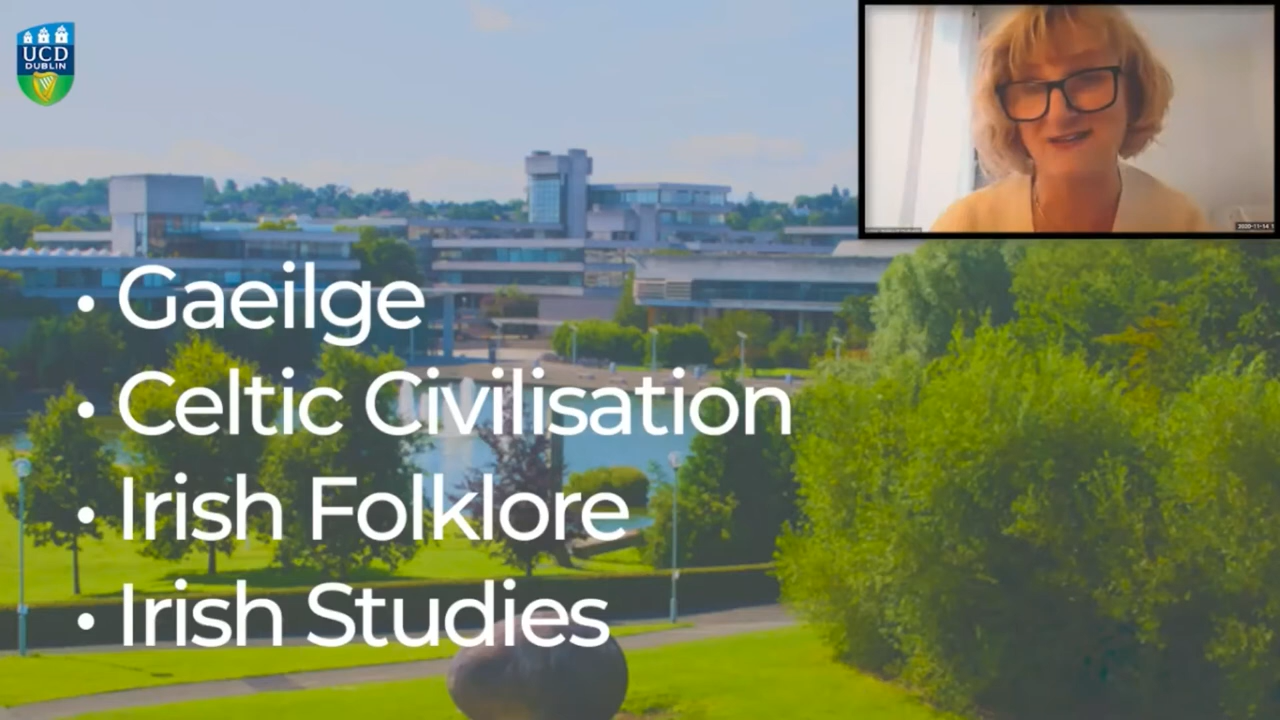 UCD
DUBLIN
• Gaeilge
• Celtic Civilisation
• Irish Folklore
• Irish Studies